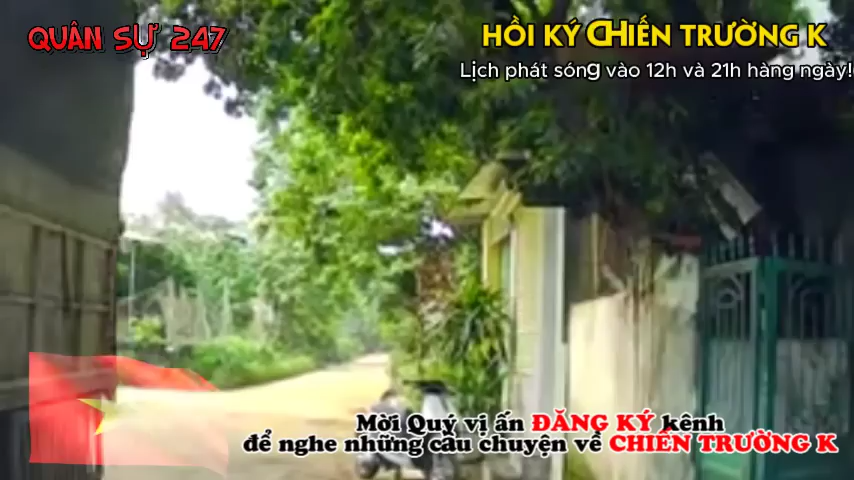 QUÂN SỰ 247
HỒI KÝ CHIẾN TRƯỜNG K
Lịch phát sóng vào 12h và 21h hàng ngày!
Mời Quý vị ấn ĐĂNG KÝ kênh
để nghe những câu chuyện về CHIẾN TRƯỜNG K